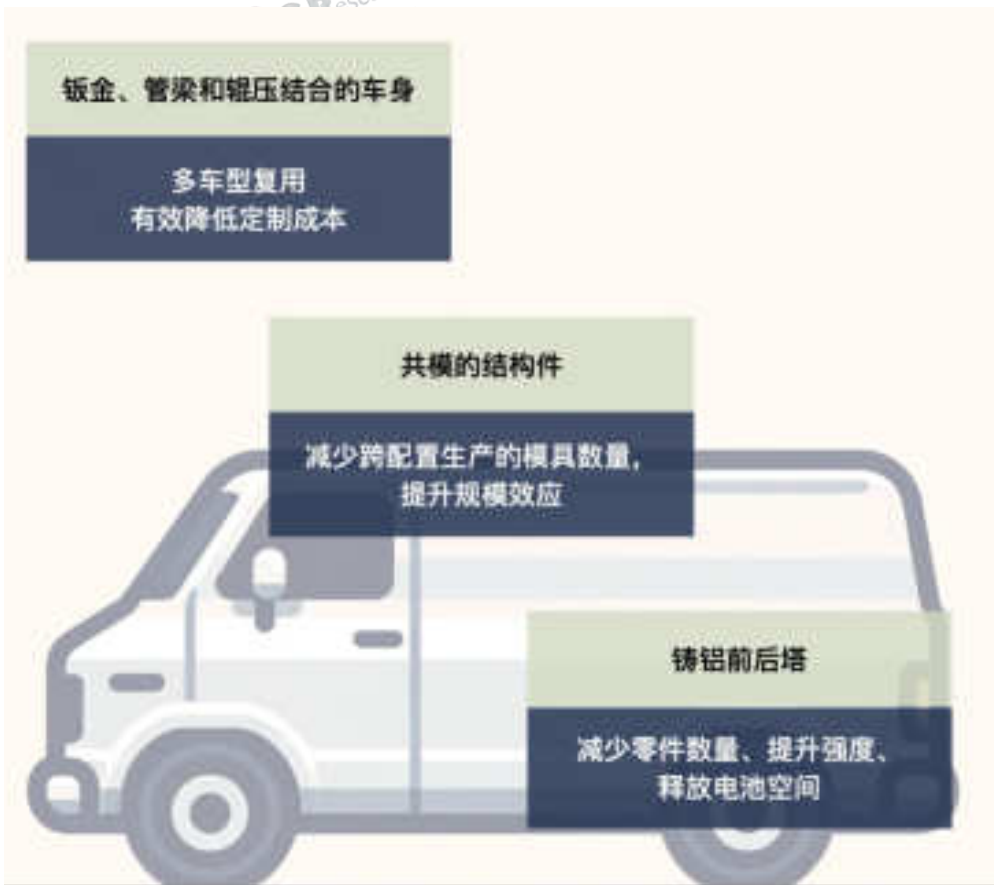 钣金、管梁和辊压结合的车身
多车型复用
有效降低定制成本
共模的结构件
减少跨配置生产的模具数量，
提升规模效应
铸铝前后塔
减少零件数量、提升强度、
释放电池空间